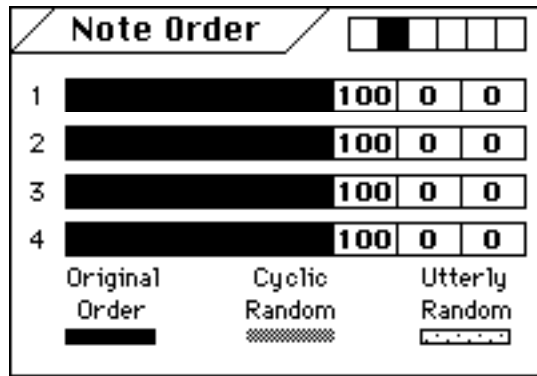 Note Order
1 100 0 0
2 100 0 0
3 100 0 0
4 100 0 0
Original Cyclic Utterly
Order Random Random